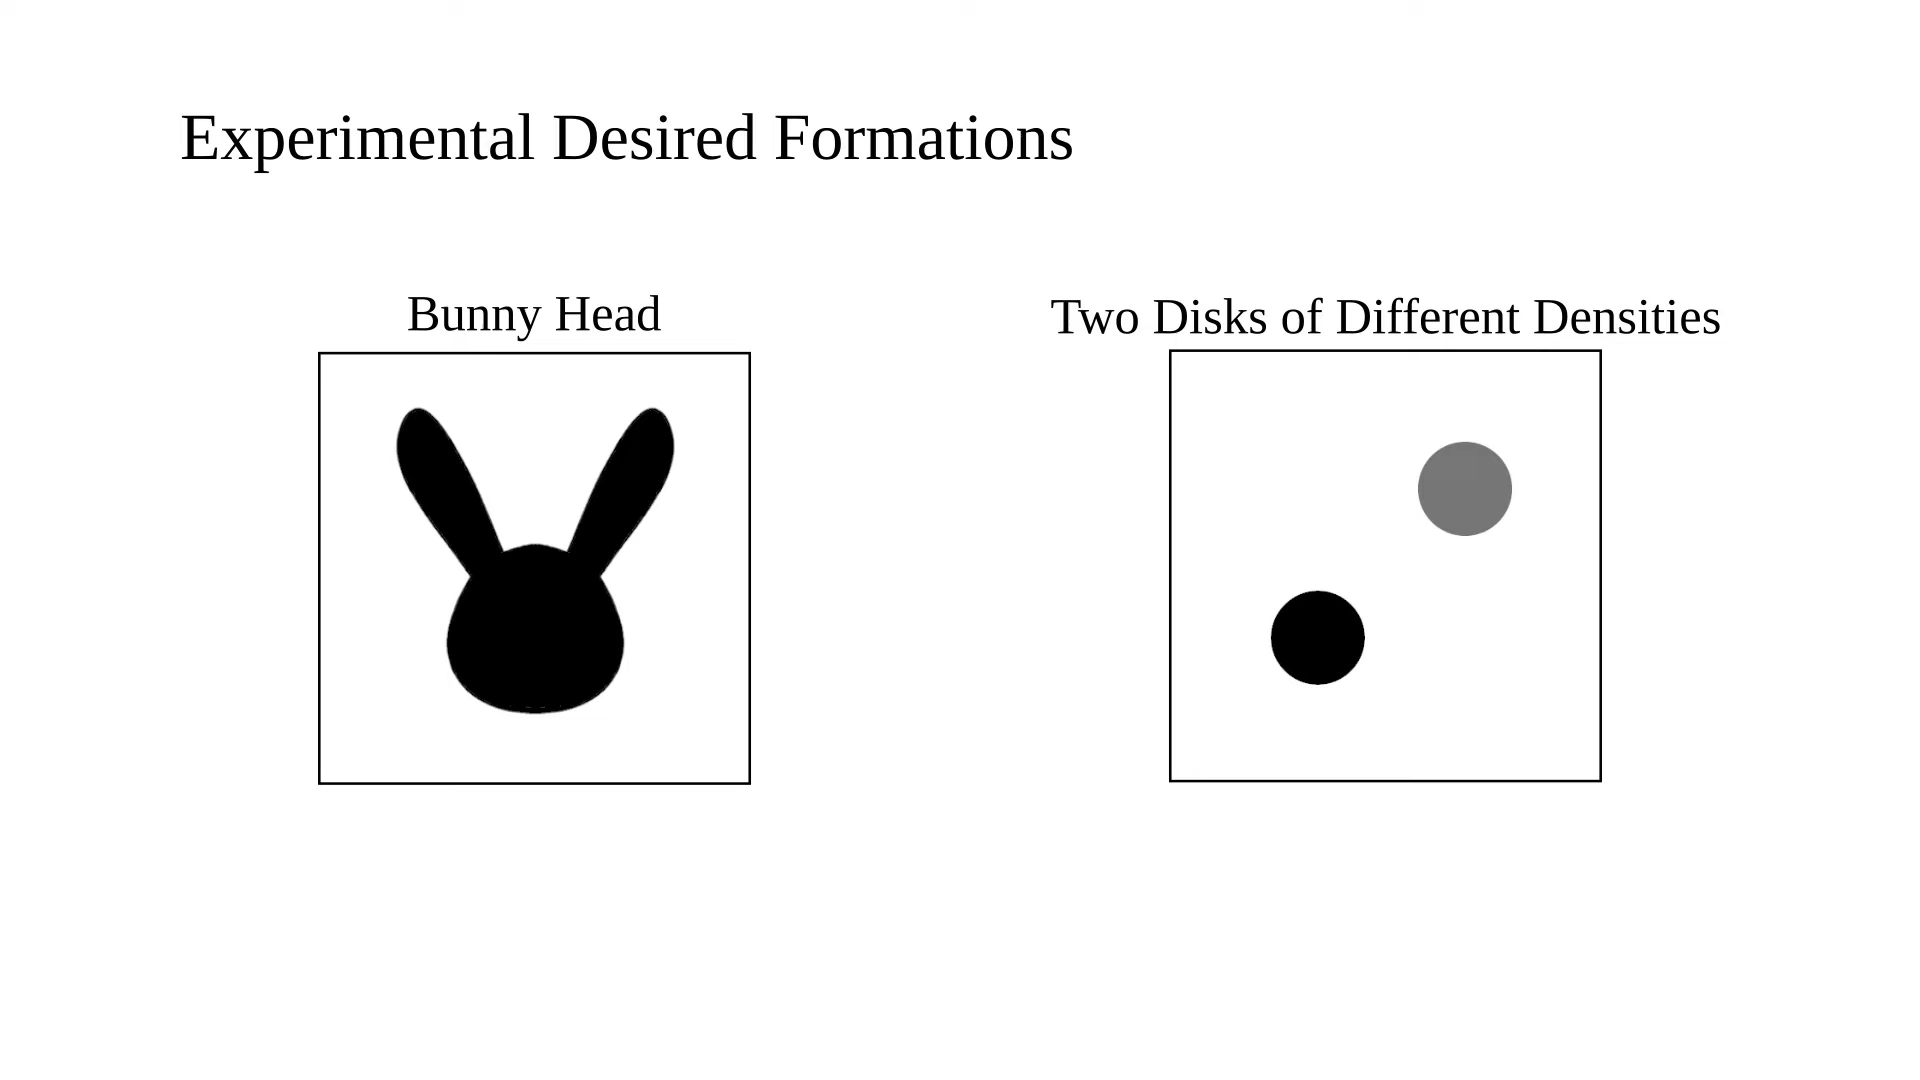 Experimental Desired Formations
Bunny Head
Two Disks of Different Densities